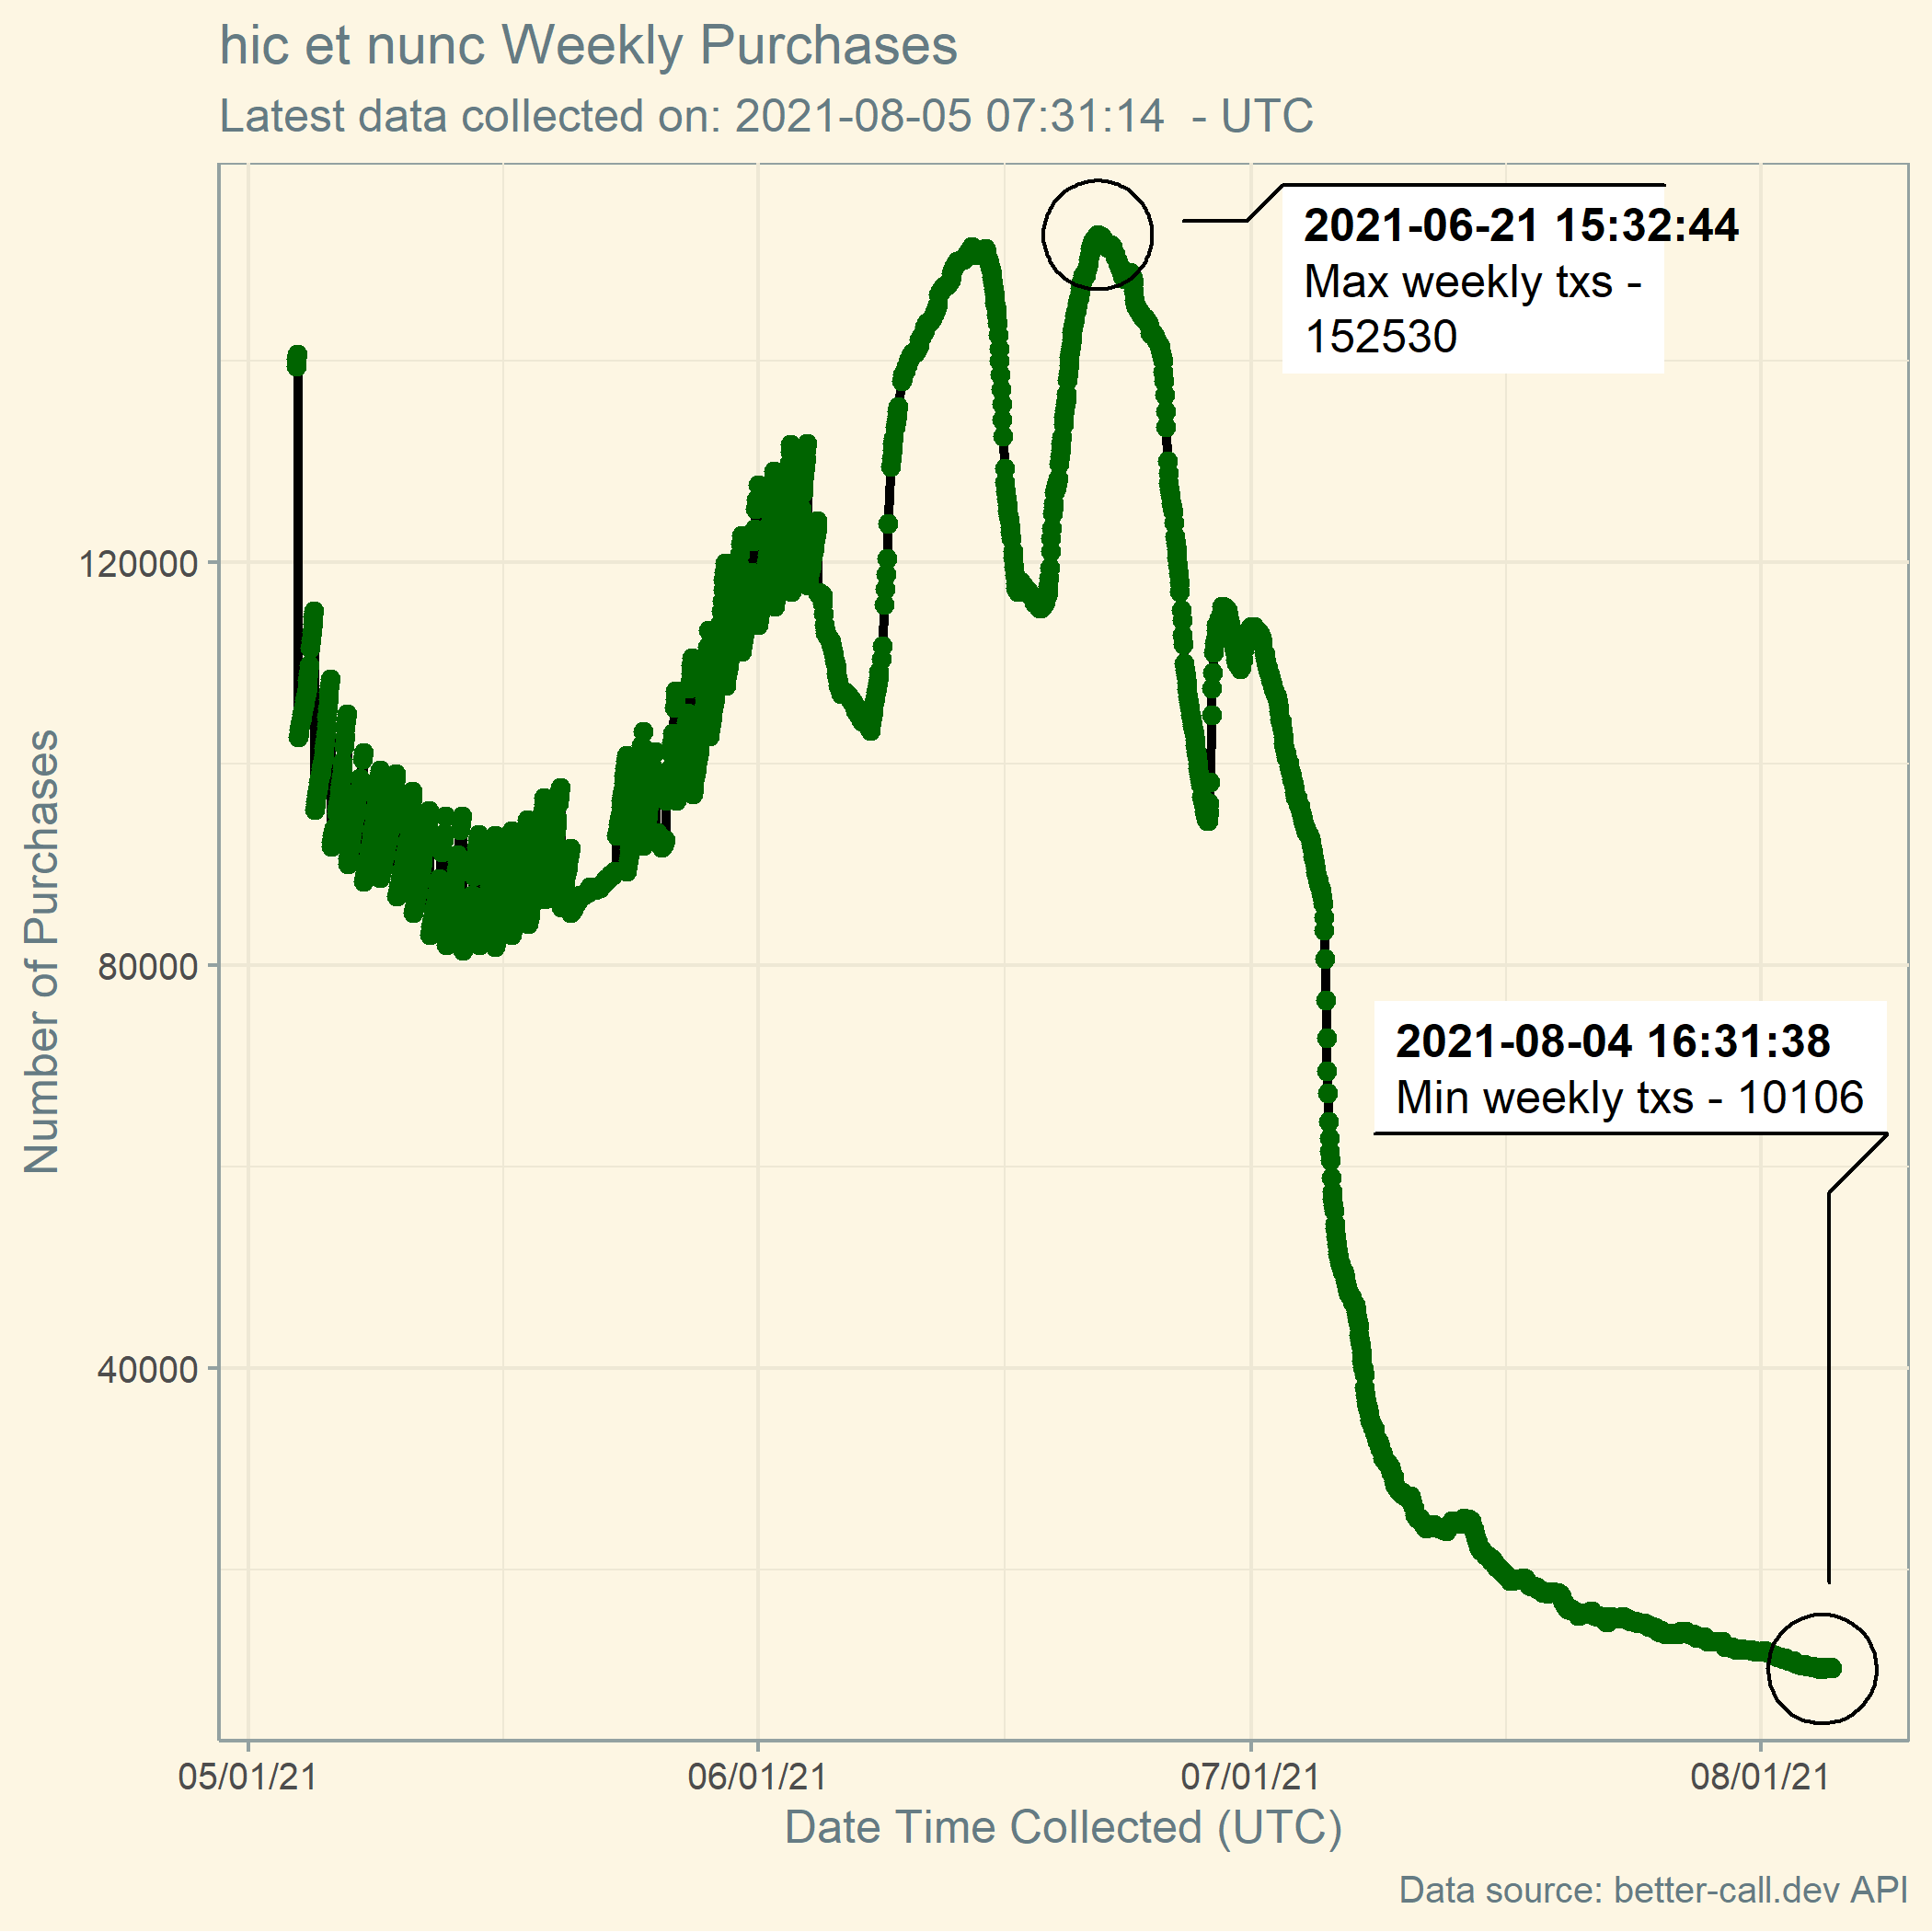 hic et nunc Weekly Purchases
Latest data collected on: 2021-08-05 07:31:14  - UTC
2021-06-21 15:32:44
Max weekly txs -
152530
120000
80000
40000
Number of Purchases
2021-08-04 16:31:38
Min weekly txs - 10106
05/01/21 06/01/21 07/01/21 08/01/21
Date Time Collected (UTC)
Data source: better-call.dev API